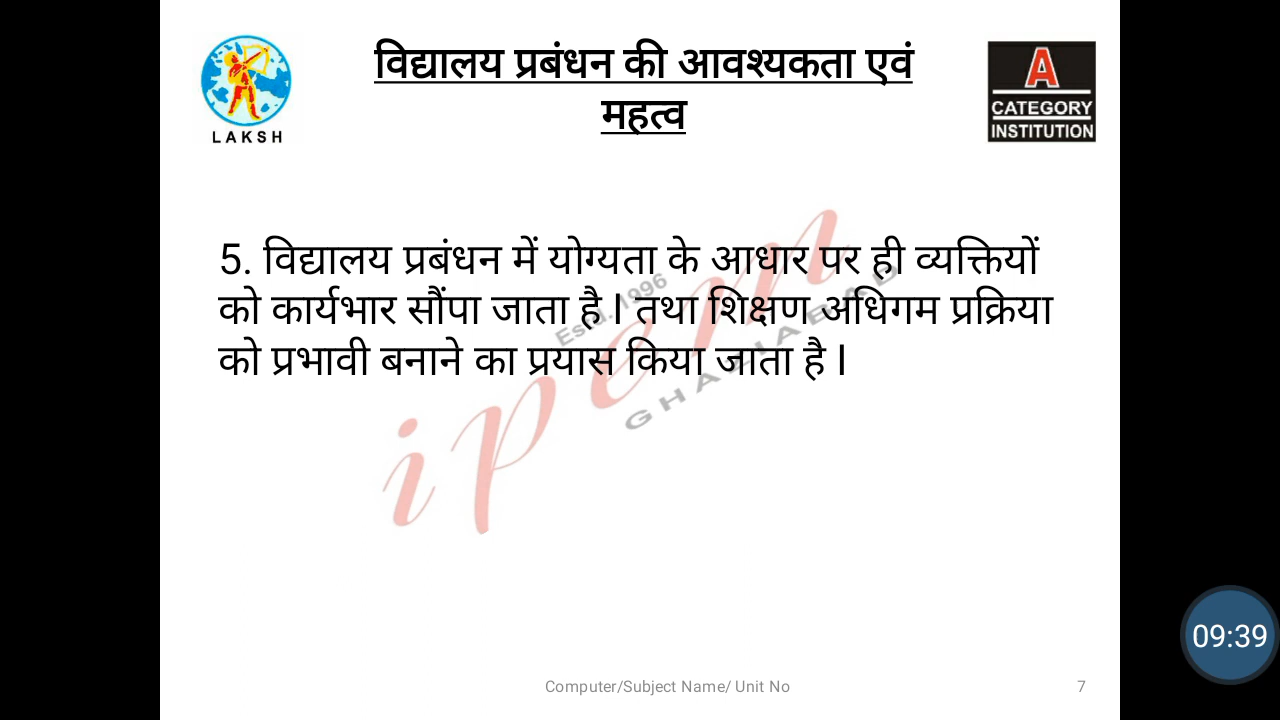 विद्यालय प्रबंधन की आवश्यकता एवं
महत्व
LAKSH
A
CATEGORY
INSTITUTION
5. विद्यालय प्रबंधन में योग्यता के आधार पर ही व्यक्तियों
को कार्यभार सौंपा जाता है l तथा शिक्षण अधिगम प्रक्रिया
को प्रभावी बनाने का प्रयास किया जाता है l
Estd. 1996
ipem
GHAZIABAD
09:39
Computer/Subject Name/ Unit No
7